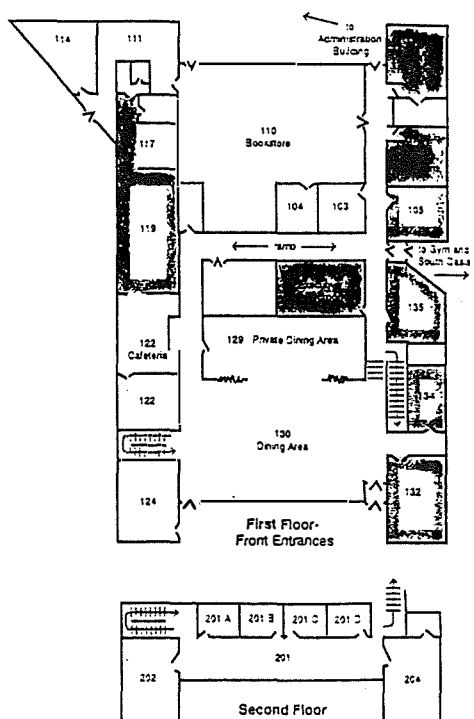 114
111
to
Administration
Building
117
110
Bookstore
119
104
103
105
ramp
to Gym and
South Oasis
135
122
Cafeteria
129 Private Dining Area
122
134
130
Dining Area
124
132
First Floor-
Front Entrances
201 A
201 B
201 C
201 D
201
202
204
Second Floor